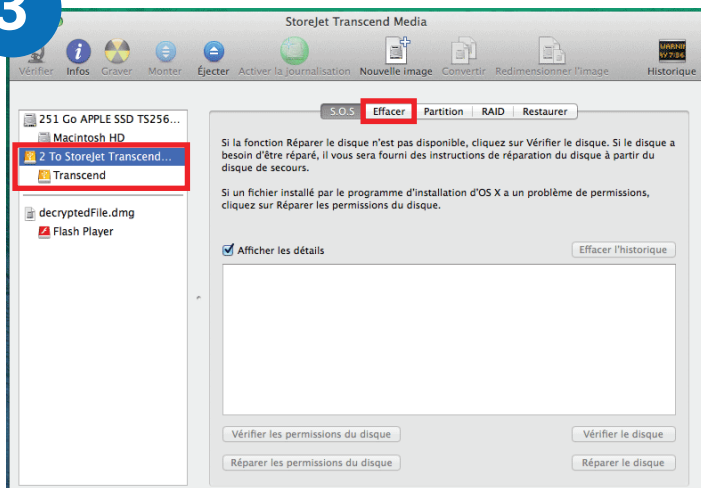 3
StoreJet Transcend Media
Vérifier Infos Graver Monter Éjecter Activer la journalisation Nouvelle image Convertir Redimensionner l'image Historique
WARNIN
AY 7:36
S.O.S Effacer Partition RAID Restaurer
251 Go APPLE SSD TS256...
Macintosh HD
2 To StoreJet Transcend...
Transcend
decryptedFile.dmg
Flash Player
Si la fonction Réparer le disque n'est pas disponible, cliquez sur Vérifier le disque. Si le disque a
besoin d'être réparé, il vous sera fourni des instructions de réparation du disque à partir du
disque de secours.
Si un fichier installé par le programme d'installation d'OS X a un problème de permissions,
cliquez sur Réparer les permissions du disque.
Afficher les détails
Effacer l'historique
Vérifier les permissions du disque
Vérifier le disque
Réparer les permissions du disque
Réparer le disque